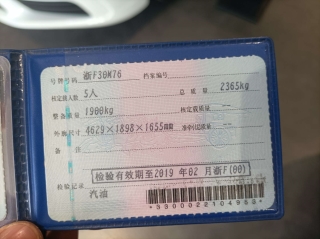 号牌号码 浙F30M76 档案编号
核定载人数 5人 总质量 2365kg
整备质量 1900kg 核定载质量 --
外廓尺寸 4629×1898×1655mm 准牵引总质量 --
备注
检验有效期至2019 年02 月浙F(00)
检验记录
汽油